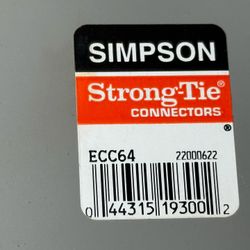 SIMPSON
Strong-Tie®
CONNECTORS
®
ECC64 22000622
0 44315 19300 2